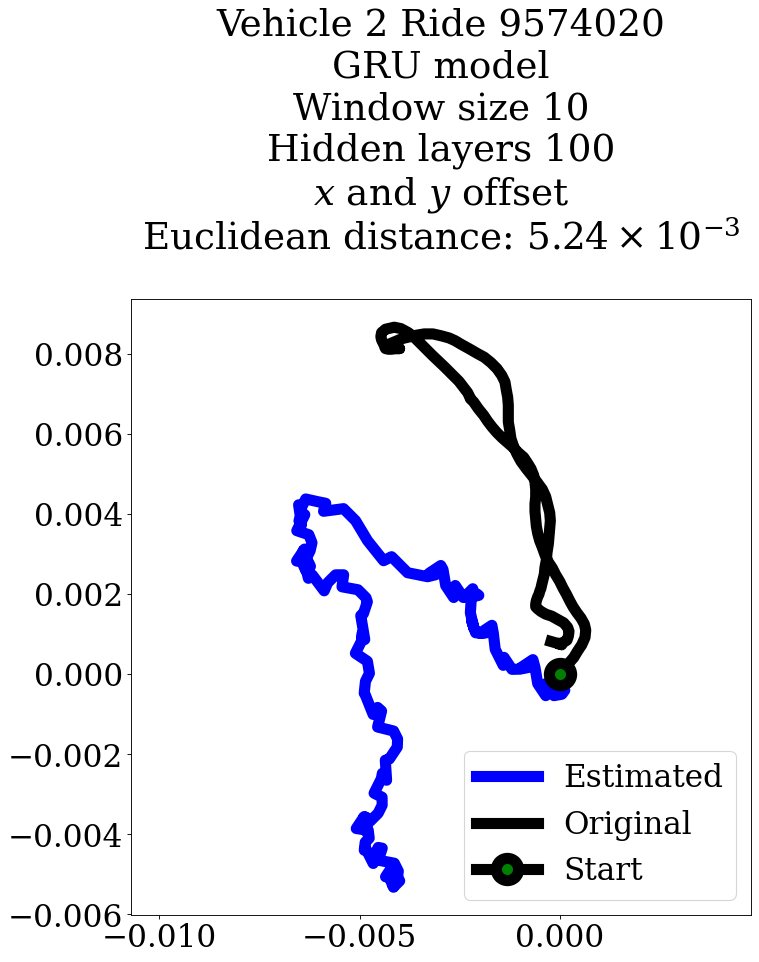 Vehicle 2 Ride 9574020
GRU model
Window size 10
Hidden layers 100
x and y offset
Euclidean distance: 5.24 × 10⁻³
0.008
0.006
0.004
0.002
0.000
−0.002
−0.004
−0.006
−0.010
−0.005
0.000
Estimated
Original
Start